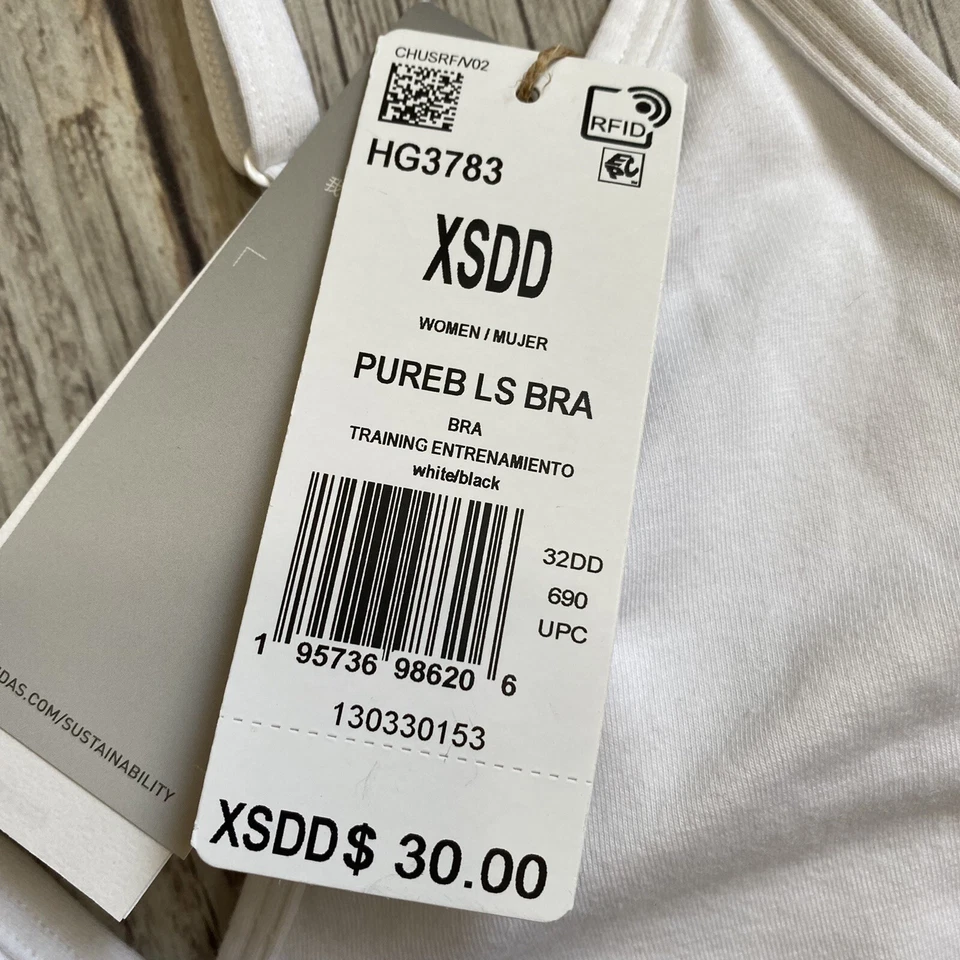 CHUSRF/V02
RFID
HG3783
EPC
XSDD
WOMEN / MUJER
PUREB LS BRA
BRA
TRAINING ENTRENAMIENTO
white/black
32DD
690
UPC
1 95736 98620 6
130330153
XSDD$ 30.00
DAS.COM/SUSTAINABILITY